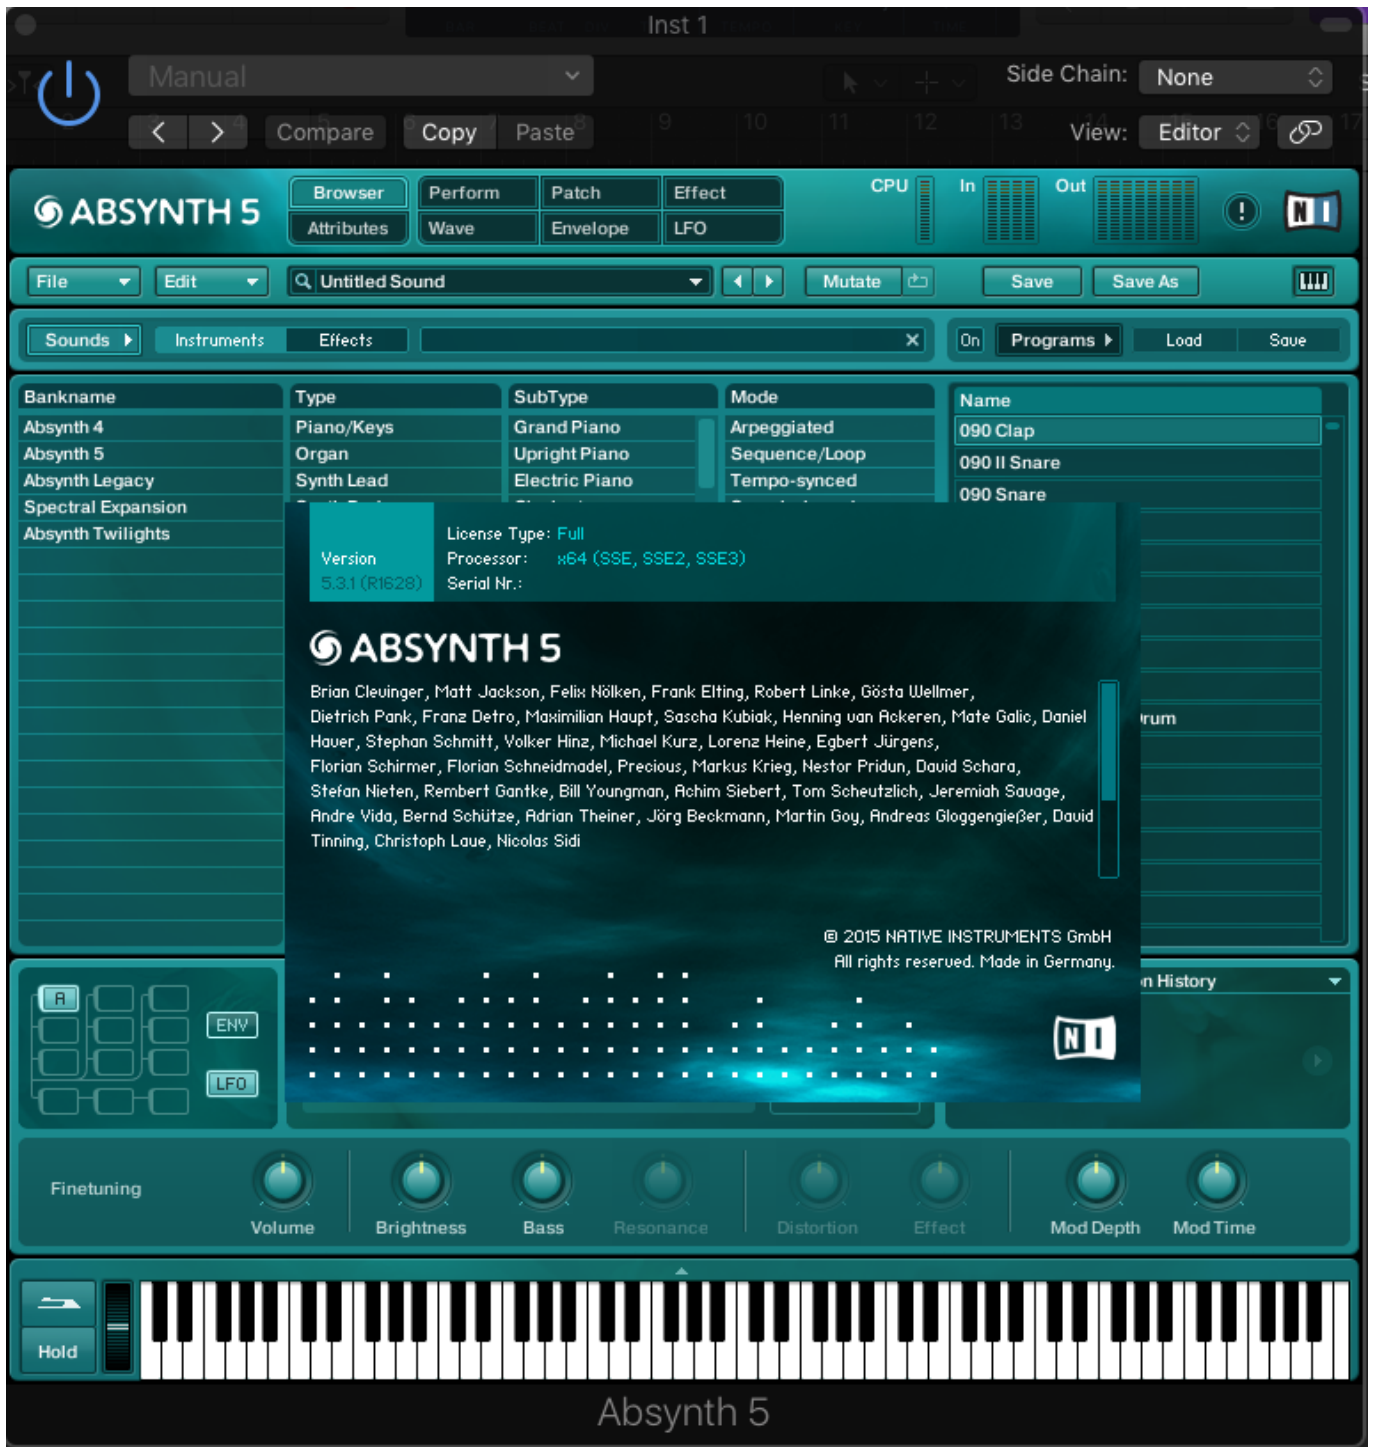 Inst 1
Manual
Side Chain: None
Compare Copy Paste
View: Editor
9 10 11 12 13
ABSYNTH 5
Browser Perform Patch Effect
Attributes Wave Envelope LFO
CPU In Out
NI
File Edit Untitled Sound Mutate Save Save As
Sounds Instruments Effects On Programs Load Save
Bankname Type SubType Mode Name
Absynth 4 Piano/Keys Grand Piano Arpeggiated 090 Clap
Absynth 5 Organ Upright Piano Sequence/Loop 090 II Snare
Absynth Legacy Synth Lead Electric Piano Tempo-synced 090 Snare
Spectral Expansion
Absynth Twilights
License Type: Full
Version
Processor: x64 (SSE, SSE2, SSE3)
5.3.1 (R1628)
Serial Nr.:
ABSYNTH 5
Brian Clevinger, Matt Jackson, Felix Nölken, Frank Elting, Robert Linke, Gösta Wellmer,
Dietrich Pank, Franz Detro, Maximilian Haupt, Sascha Kubiak, Henning van Ackeren, Mate Galic, Daniel
Haver, Stephan Schmitt, Volker Hinz, Michael Kurz, Lorenz Heine, Egbert Jürgens,
Florian Schirmer, Florian Schneidmadel, Precious, Markus Krieg, Nestor Pridun, David Schara,
Stefan Nieten, Rembert Gantke, Bill Youngman, Achim Siebert, Tom Scheutzlich, Jeremiah Savage,
Andre Vida, Bernd Schütze, Adrian Theiner, Jörg Beckmann, Martin Goy, Andreas Gloggengießer, David
Tinning, Christoph Laue, Nicolas Sidi
© 2015 NATIVE INSTRUMENTS GmbH
All rights reserved. Made in Germany.
NI
rum
n History
A
ENV
LFO
Finetuning
Volume Brightness Bass Resonance Distortion Effect Mod Depth Mod Time
Hold
Absynth 5